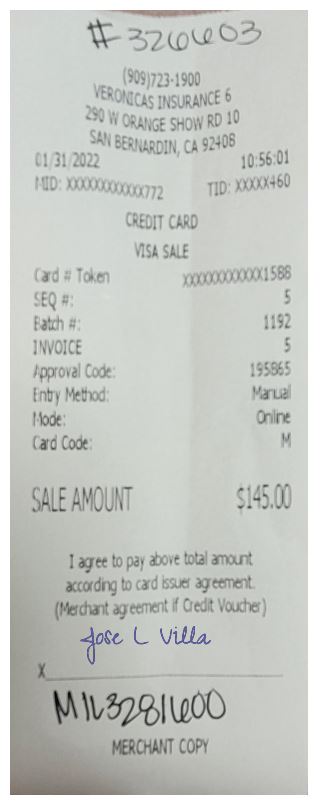 #326603
(909)723-1900
VERONICAS INSURANCE 6
290 W ORANGE SHOW RD 10
SAN BERNARDIN, CA 92408
01/31/2022 10:56:01
MID: XXXXXXXXXXXX772 TID: XXXXX460
CREDIT CARD
VISA SALE
Card # Token XXXXXXXXXXXX1588
SEQ #: 5
Batch #: 1192
INVOICE 5
Approval Code: 195865
Entry Method: Manual
Mode: Online
Card Code: M
SALE AMOUNT $145.00
I agree to pay above total amount
according to card issuer agreement.
(Merchant agreement if Credit Voucher)
Jose L Villa
X
MIL3281600
MERCHANT COPY